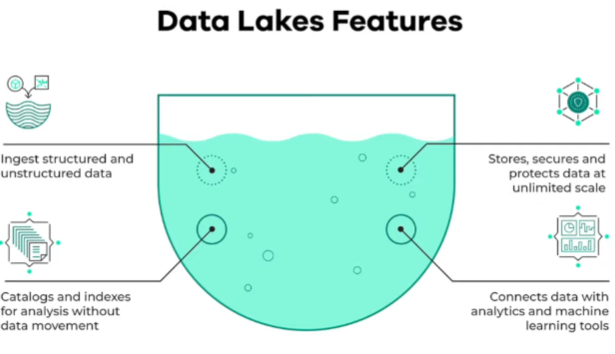 Data Lakes Features
Ingest structured and
unstructured data
Stores, secures and
protects data at
unlimited scale
Catalogs and indexes
for analysis without
data movement
Connects data with
analytics and machine
learning tools